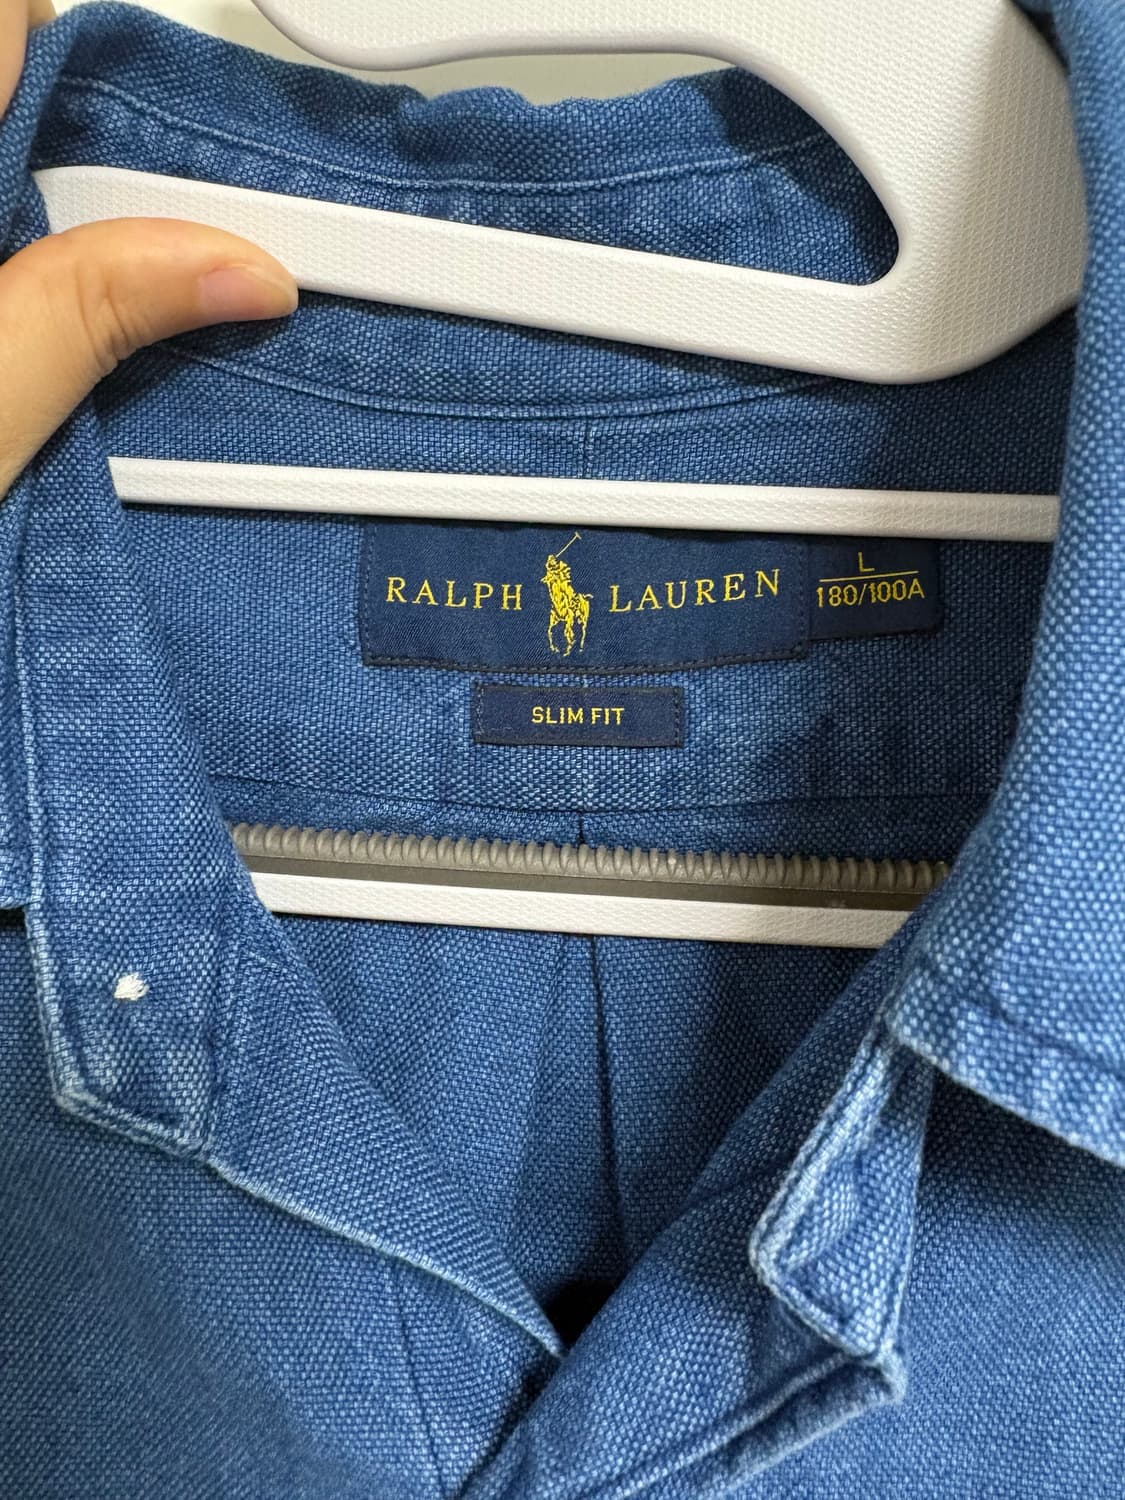 RALPH LAUREN
L
180/100A
SLIM FIT